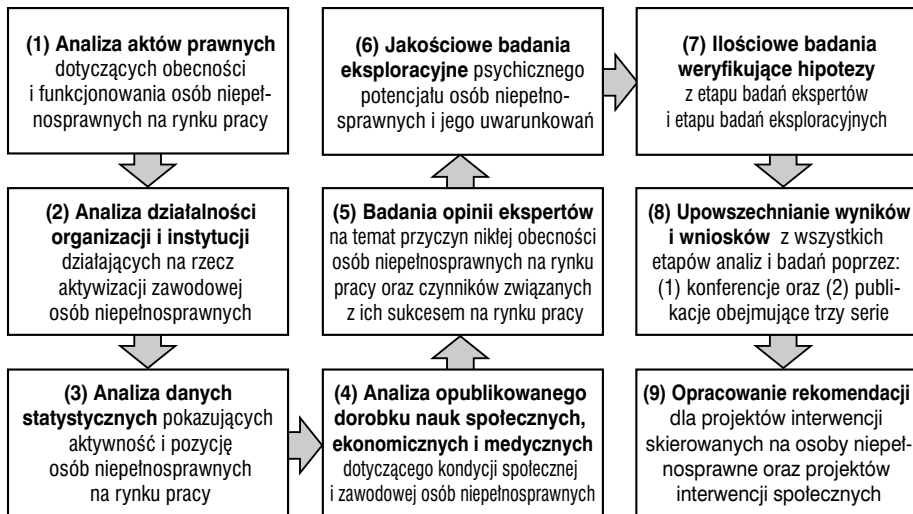 (1) Analiza aktów prawnych
dotyczących obecności
i funkcjonowania osób niepeł-
nosprawnych na rynku pracy
(2) Analiza działalności
organizacji i instytucji
działających na rzecz
aktywizacji zawodowej
osób niepełnosprawnych
(3) Analiza danych
statystycznych pokazujących
aktywność i pozycję
osób niepełnosprawnych
na rynku pracy
(4) Analiza opublikowanego
dorobku nauk społecznych,
ekonomicznych i medycznych
dotyczącego kondycji społecznej
i zawodowej osób niepełnosprawnych
(5) Badania opinii ekspertów
na temat przyczyn nikłej obecności
osób niepełnosprawnych na rynku
pracy oraz czynników związanych
z ich sukcesem na rynku pracy
(6) Jakościowe badania
eksploracyjne psychicznego
potencjału osób niepełno-
sprawnych i jego uwarunkowań
(7) Ilościowe badania
weryfikujące hipotezy
z etapu badań ekspertów
i etapu badań eksploracyjnych
(8) Upowszechnianie wyników
i wniosków z wszystkich
etapów analiz i badań poprzez:
(1) konferencje oraz (2) publi-
kacje obejmujące trzy serie
(9) Opracowanie rekomendacji
dla projektów interwencji
skierowanych na osoby niepeł-
nosprawne oraz projektów
interwencji społecznych